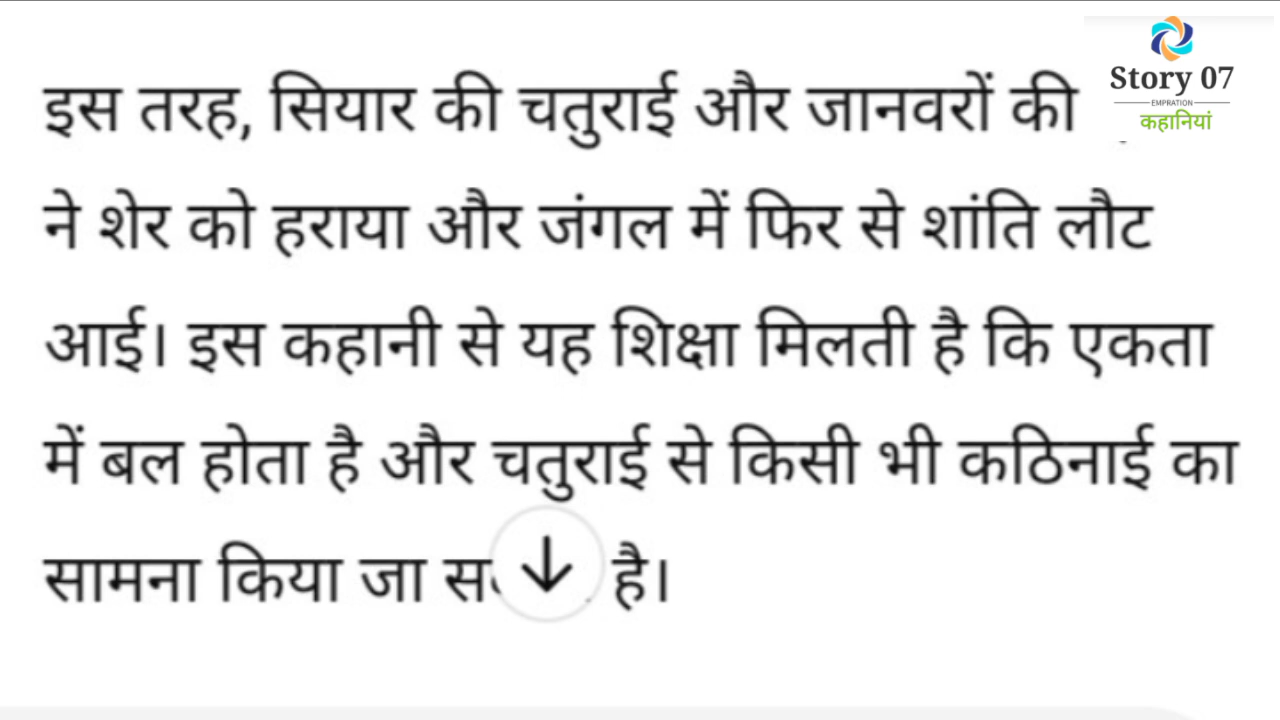 Story 07
EMPRATION
कहानियां
इस तरह, सियार की चतुराई और जानवरों की
ने शेर को हराया और जंगल में फिर से शांति लौट
आई। इस कहानी से यह शिक्षा मिलती है कि एकता
में बल होता है और चतुराई से किसी भी कठिनाई का
सामना किया जा है।